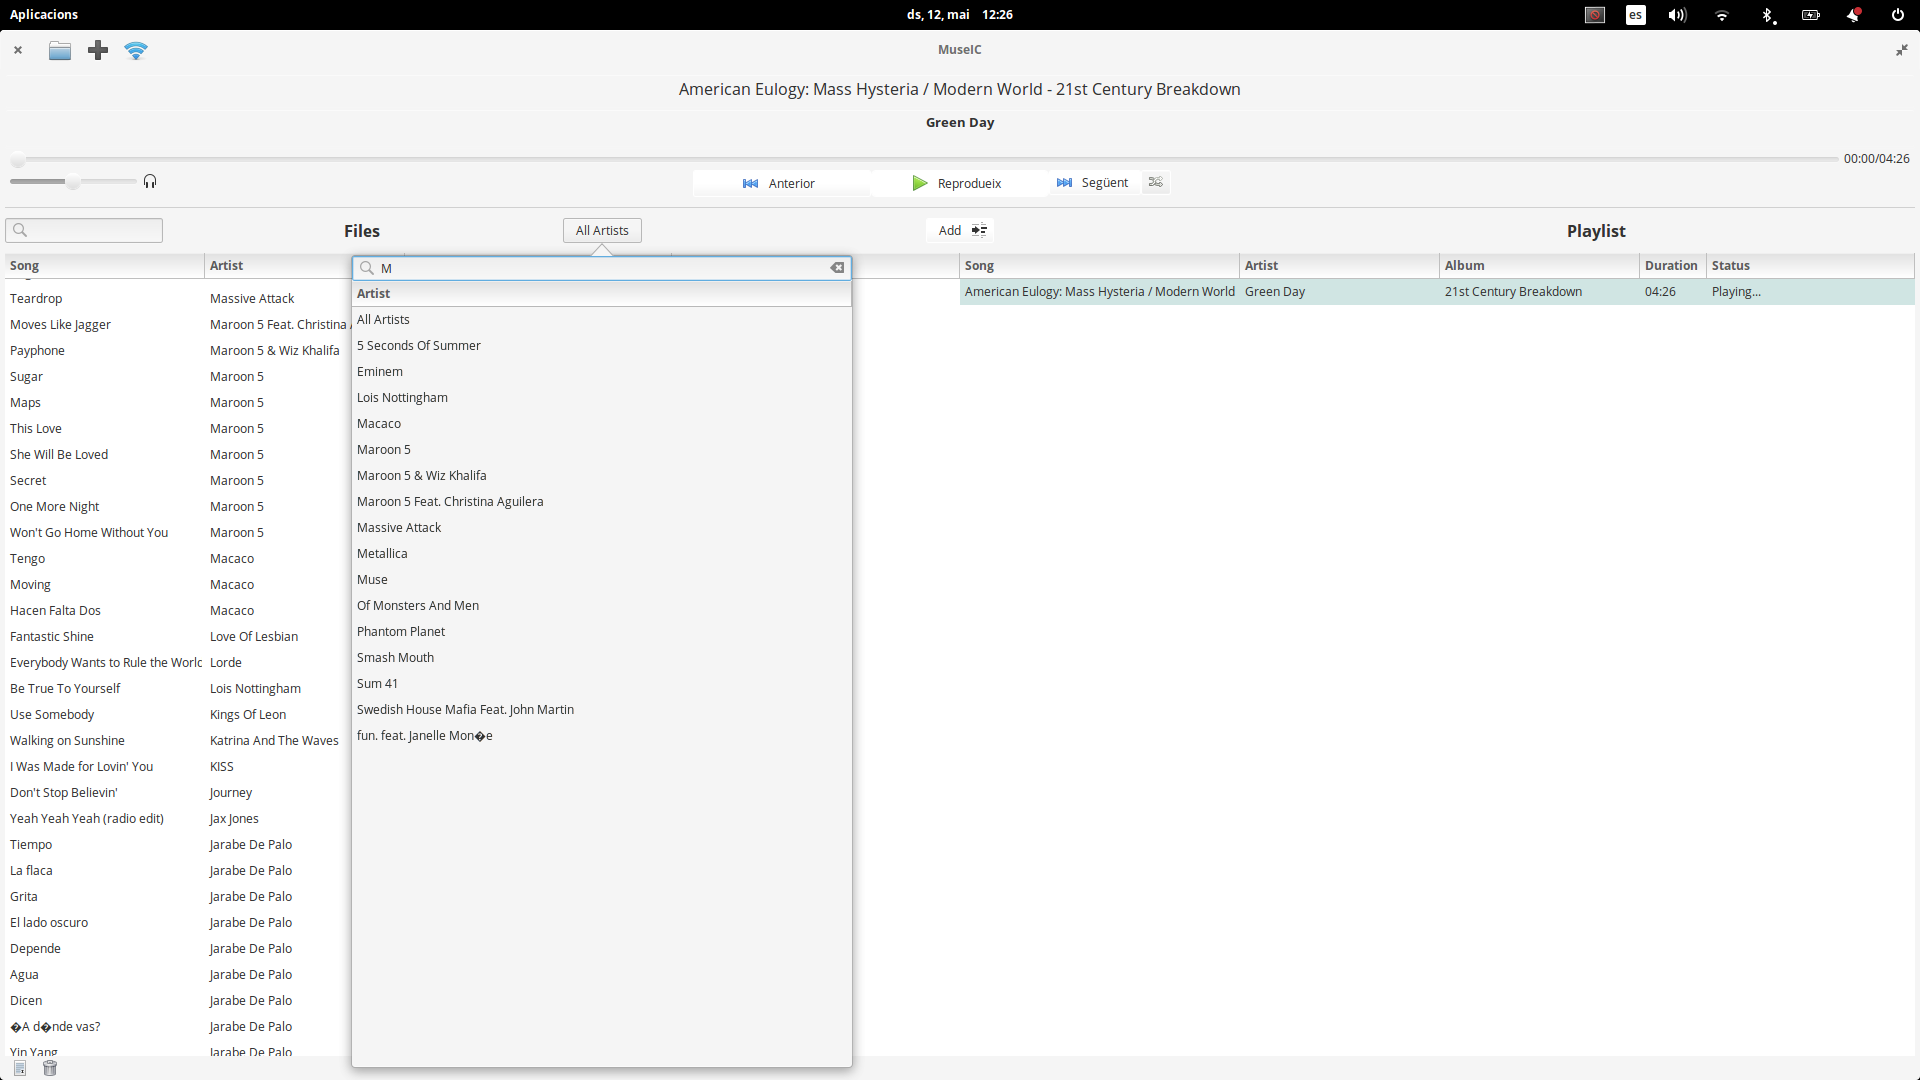 Aplicacions
ds, 12, mai 12:26
es
MuseIC
American Eulogy: Mass Hysteria / Modern World - 21st Century Breakdown
Green Day
00:00/04:26
Anterior
Reprodueix
Següent
Files
All Artists
Add
Playlist
Song Artist
M
Artist
All Artists
5 Seconds Of Summer
Eminem
Lois Nottingham
Macaco
Maroon 5
Maroon 5 & Wiz Khalifa
Maroon 5 Feat. Christina Aguilera
Massive Attack
Metallica
Muse
Of Monsters And Men
Phantom Planet
Smash Mouth
Sum 41
Swedish House Mafia Feat. John Martin
fun. feat. Janelle Mon�e
Teardrop Massive Attack
Moves Like Jagger Maroon 5 Feat. Christina
Payphone Maroon 5 & Wiz Khalifa
Sugar Maroon 5
Maps Maroon 5
This Love Maroon 5
She Will Be Loved Maroon 5
Secret Maroon 5
One More Night Maroon 5
Won't Go Home Without You Maroon 5
Tengo Macaco
Moving Macaco
Hacen Falta Dos Macaco
Fantastic Shine Love Of Lesbian
Everybody Wants to Rule the World Lorde
Be True To Yourself Lois Nottingham
Use Somebody Kings Of Leon
Walking on Sunshine Katrina And The Waves
I Was Made for Lovin' You KISS
Don't Stop Believin' Journey
Yeah Yeah Yeah (radio edit) Jax Jones
Tiempo Jarabe De Palo
La flaca Jarabe De Palo
Grita Jarabe De Palo
El lado oscuro Jarabe De Palo
Depende Jarabe De Palo
Agua Jarabe De Palo
Dicen Jarabe De Palo
�A d�nde vas? Jarabe De Palo
Yin Yang Jarabe De Palo
Song Artist Album Duration Status
American Eulogy: Mass Hysteria / Modern World Green Day 21st Century Breakdown 04:26 Playing...